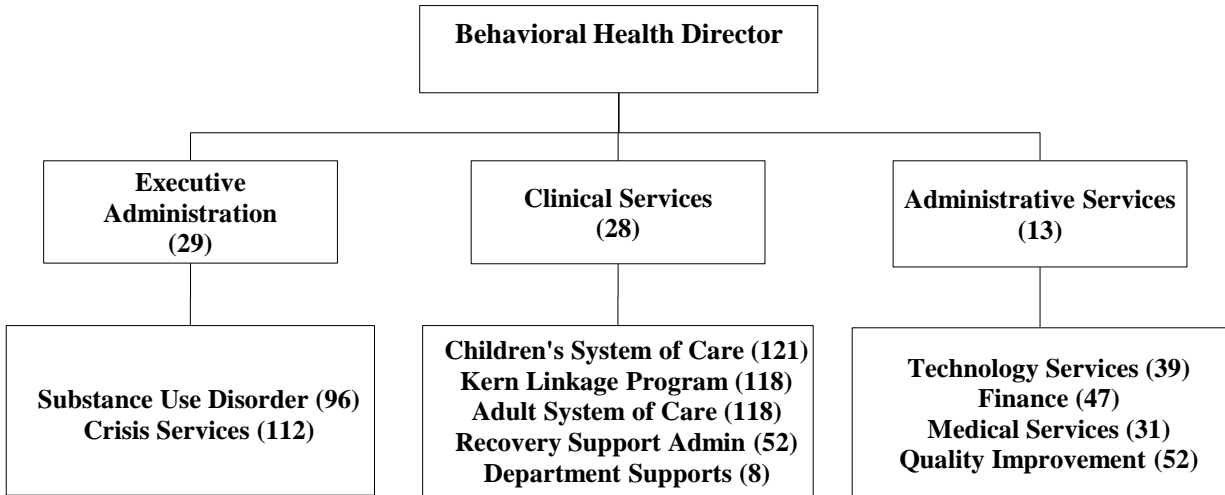 Behavioral Health Director
Executive
Administration
(29)
Clinical Services
(28)
Administrative Services
(13)
Substance Use Disorder (96)
Crisis Services (112)
Children's System of Care (121)
Kern Linkage Program (118)
Adult System of Care (118)
Recovery Support Admin (52)
Department Supports (8)
Technology Services (39)
Finance (47)
Medical Services (31)
Quality Improvement (52)